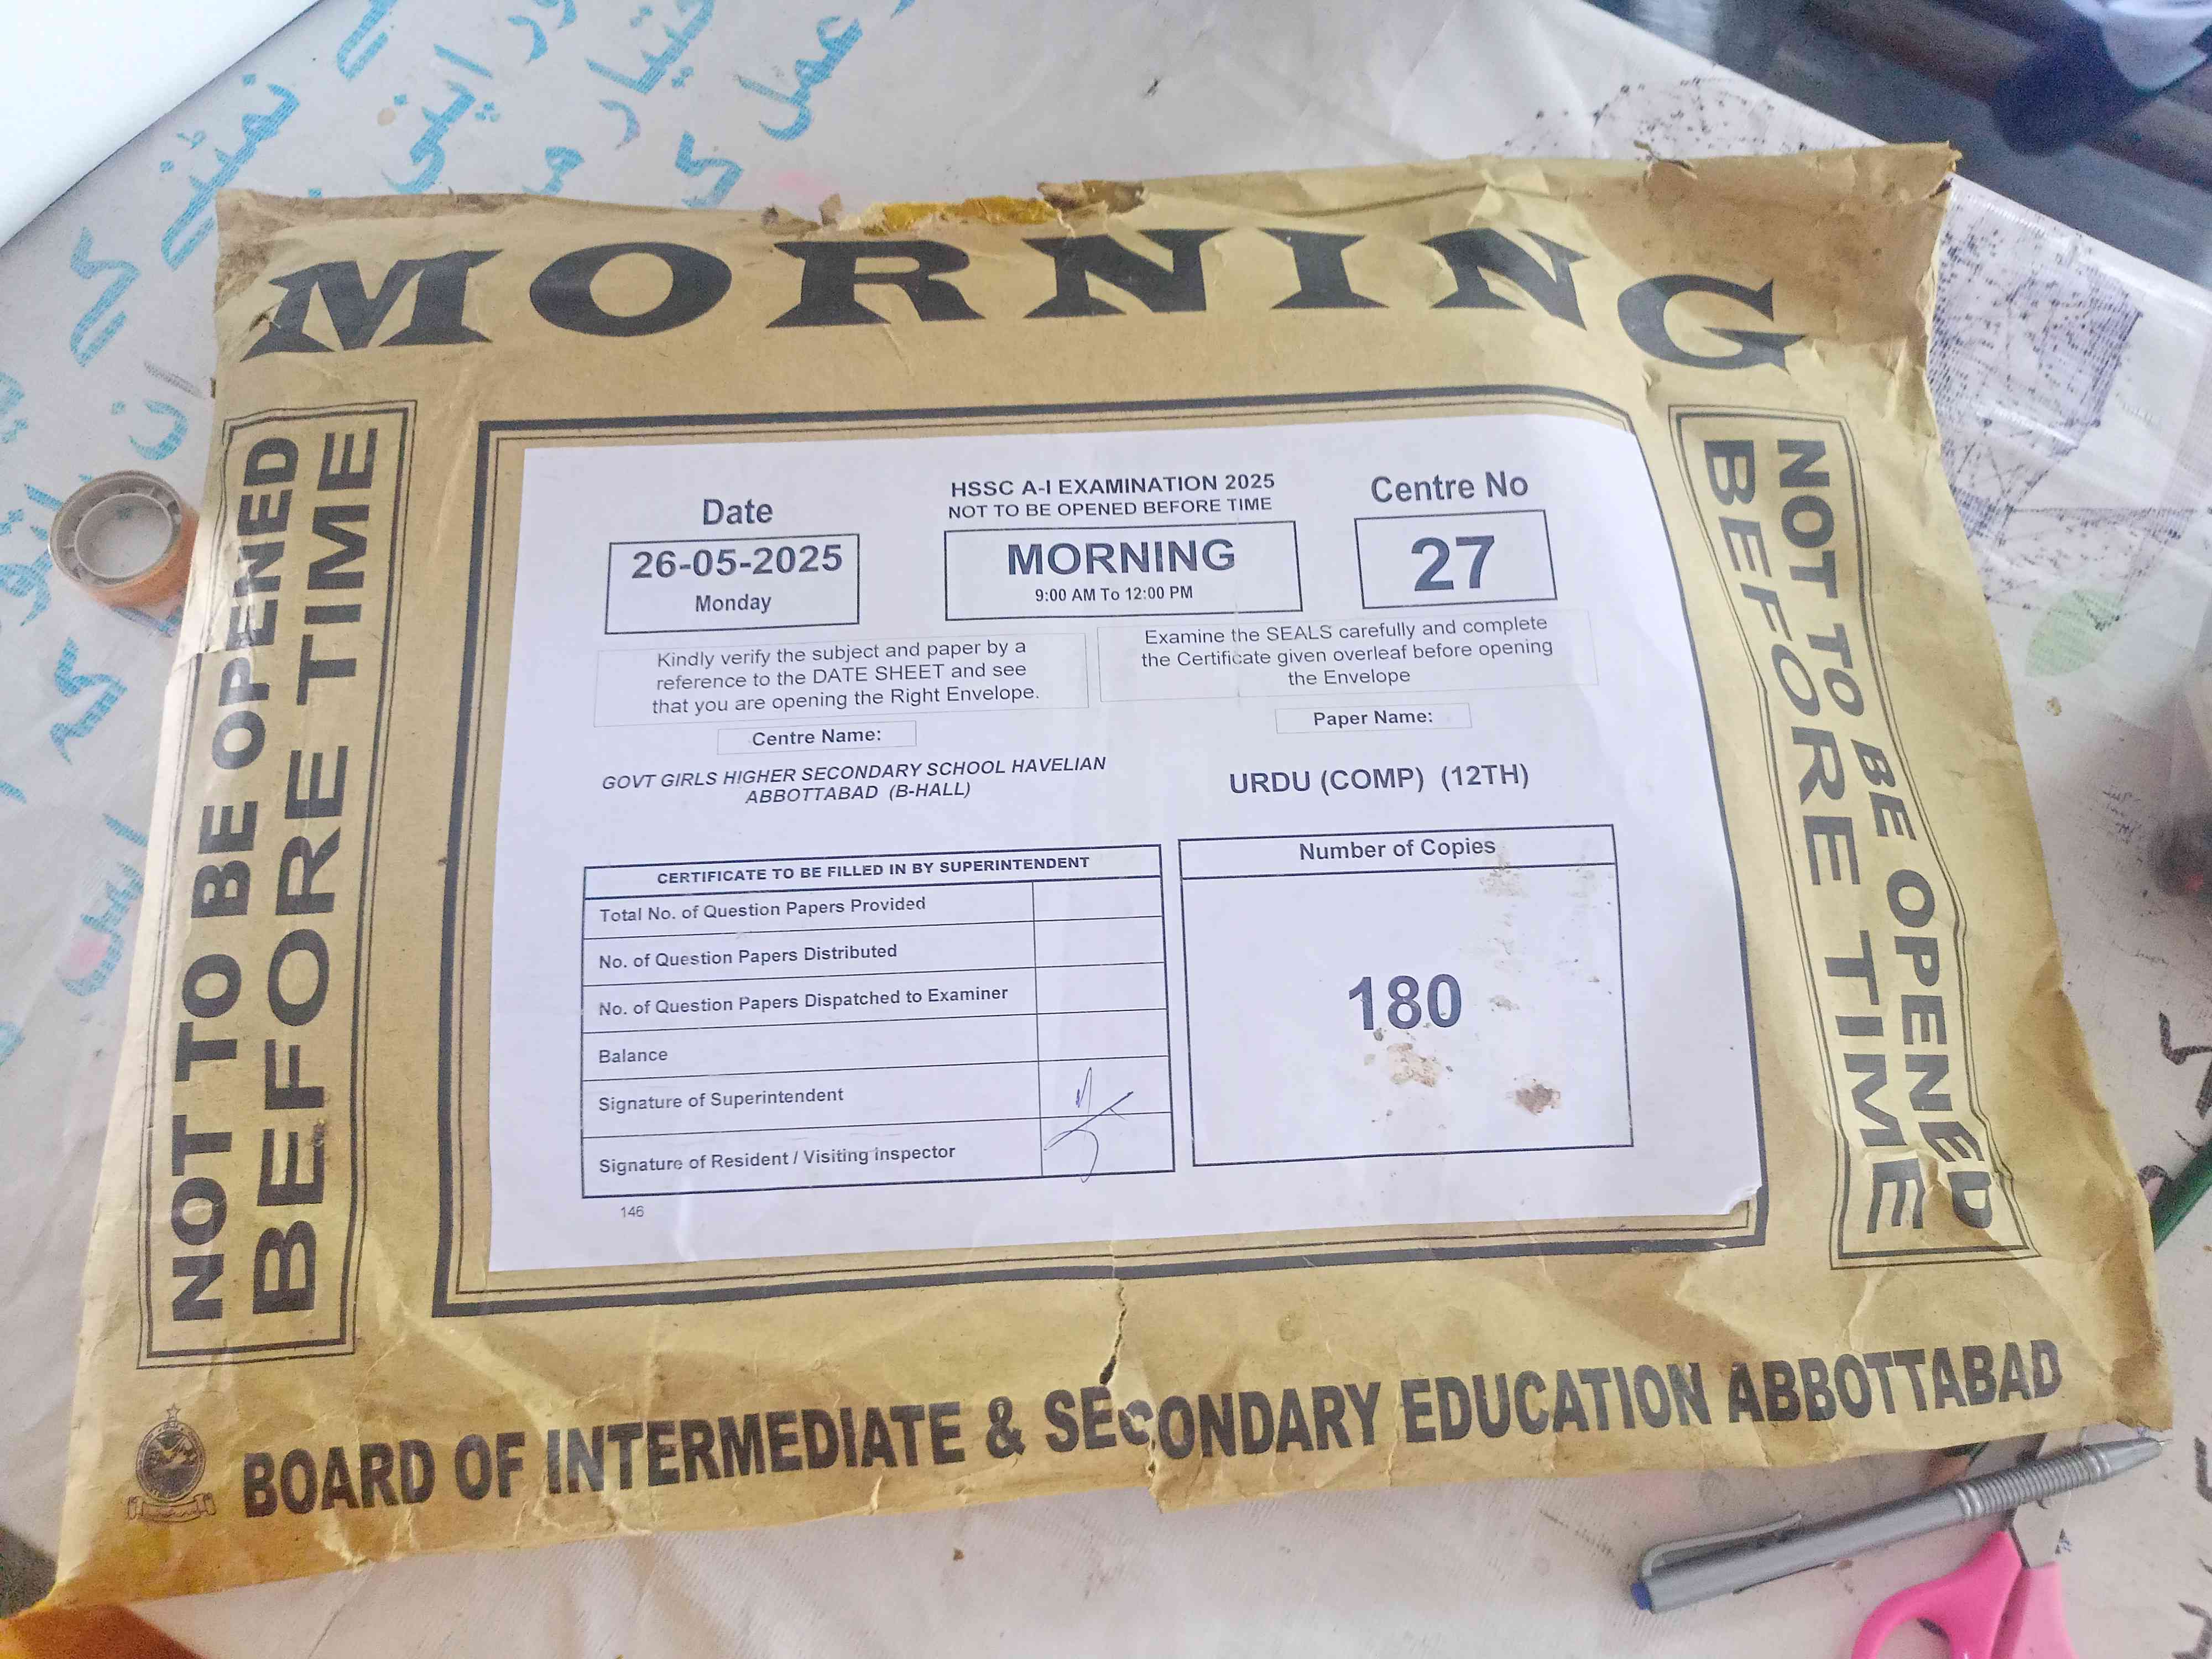 MORNING
NOT TO BE OPENED
BEFORE TIME
Date
26-05-2025
Monday
HSSC A-I EXAMINATION 2025
NOT TO BE OPENED BEFORE TIME
MORNING
9:00 AM To 12:00 PM
Centre No
27
Kindly verify the subject and paper by a
reference to the DATE SHEET and see
that you are opening the Right Envelope.
Examine the SEALS carefully and complete
the Certificate given overleaf before opening
the Envelope
Centre Name:
GOVT GIRLS HIGHER SECONDARY SCHOOL HAVELIAN
ABBOTTABAD (B-HALL)
Paper Name:
URDU (COMP) (12TH)
CERTIFICATE TO BE FILLED IN BY SUPERINTENDENT
Total No. of Question Papers Provided
No. of Question Papers Distributed
No. of Question Papers Dispatched to Examiner
Balance
Signature of Superintendent
Signature of Resident / Visiting inspector
Number of Copies
180
146
NOT TO BE OPENED
BEFORE TIME
BOARD OF INTERMEDIATE & SECONDARY EDUCATION ABBOTTABAD